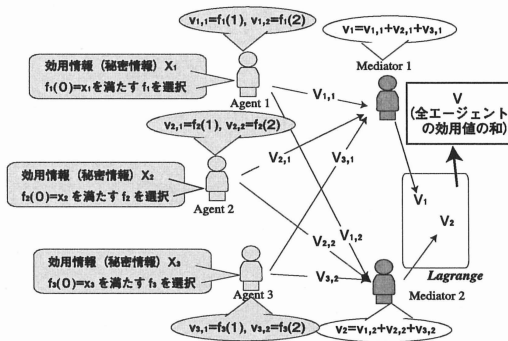 V₁,₁=f₁(1), V₁,₂=f₁(2)
効用情報(秘密情報)X₁
f₁(0)=x₁を満たすf₁を選択
Agent 1
V₂,₁=f₂(1), V₂,₂=f₂(2)
効用情報(秘密情報)X₂
f₂(0)=x₂を満たすf₂を選択
Agent 2
効用情報(秘密情報)X₃
f₃(0)=x₃を満たすf₃を選択
Agent 3
V₃,₁=f₃(1), V₃,₂=f₃(2)
V₁,₁
V₂,₁
V₃,₁
V₁,₂
V₂,₂
V₃,₂
V₁=V₁,₁+V₂,₁+V₃,₁
Mediator 1
V
(全エージェント
の効用値の和)
V₁
V₂
Lagrange
Mediator 2
V₂=V₁,₂+V₂,₂+V₃,₂